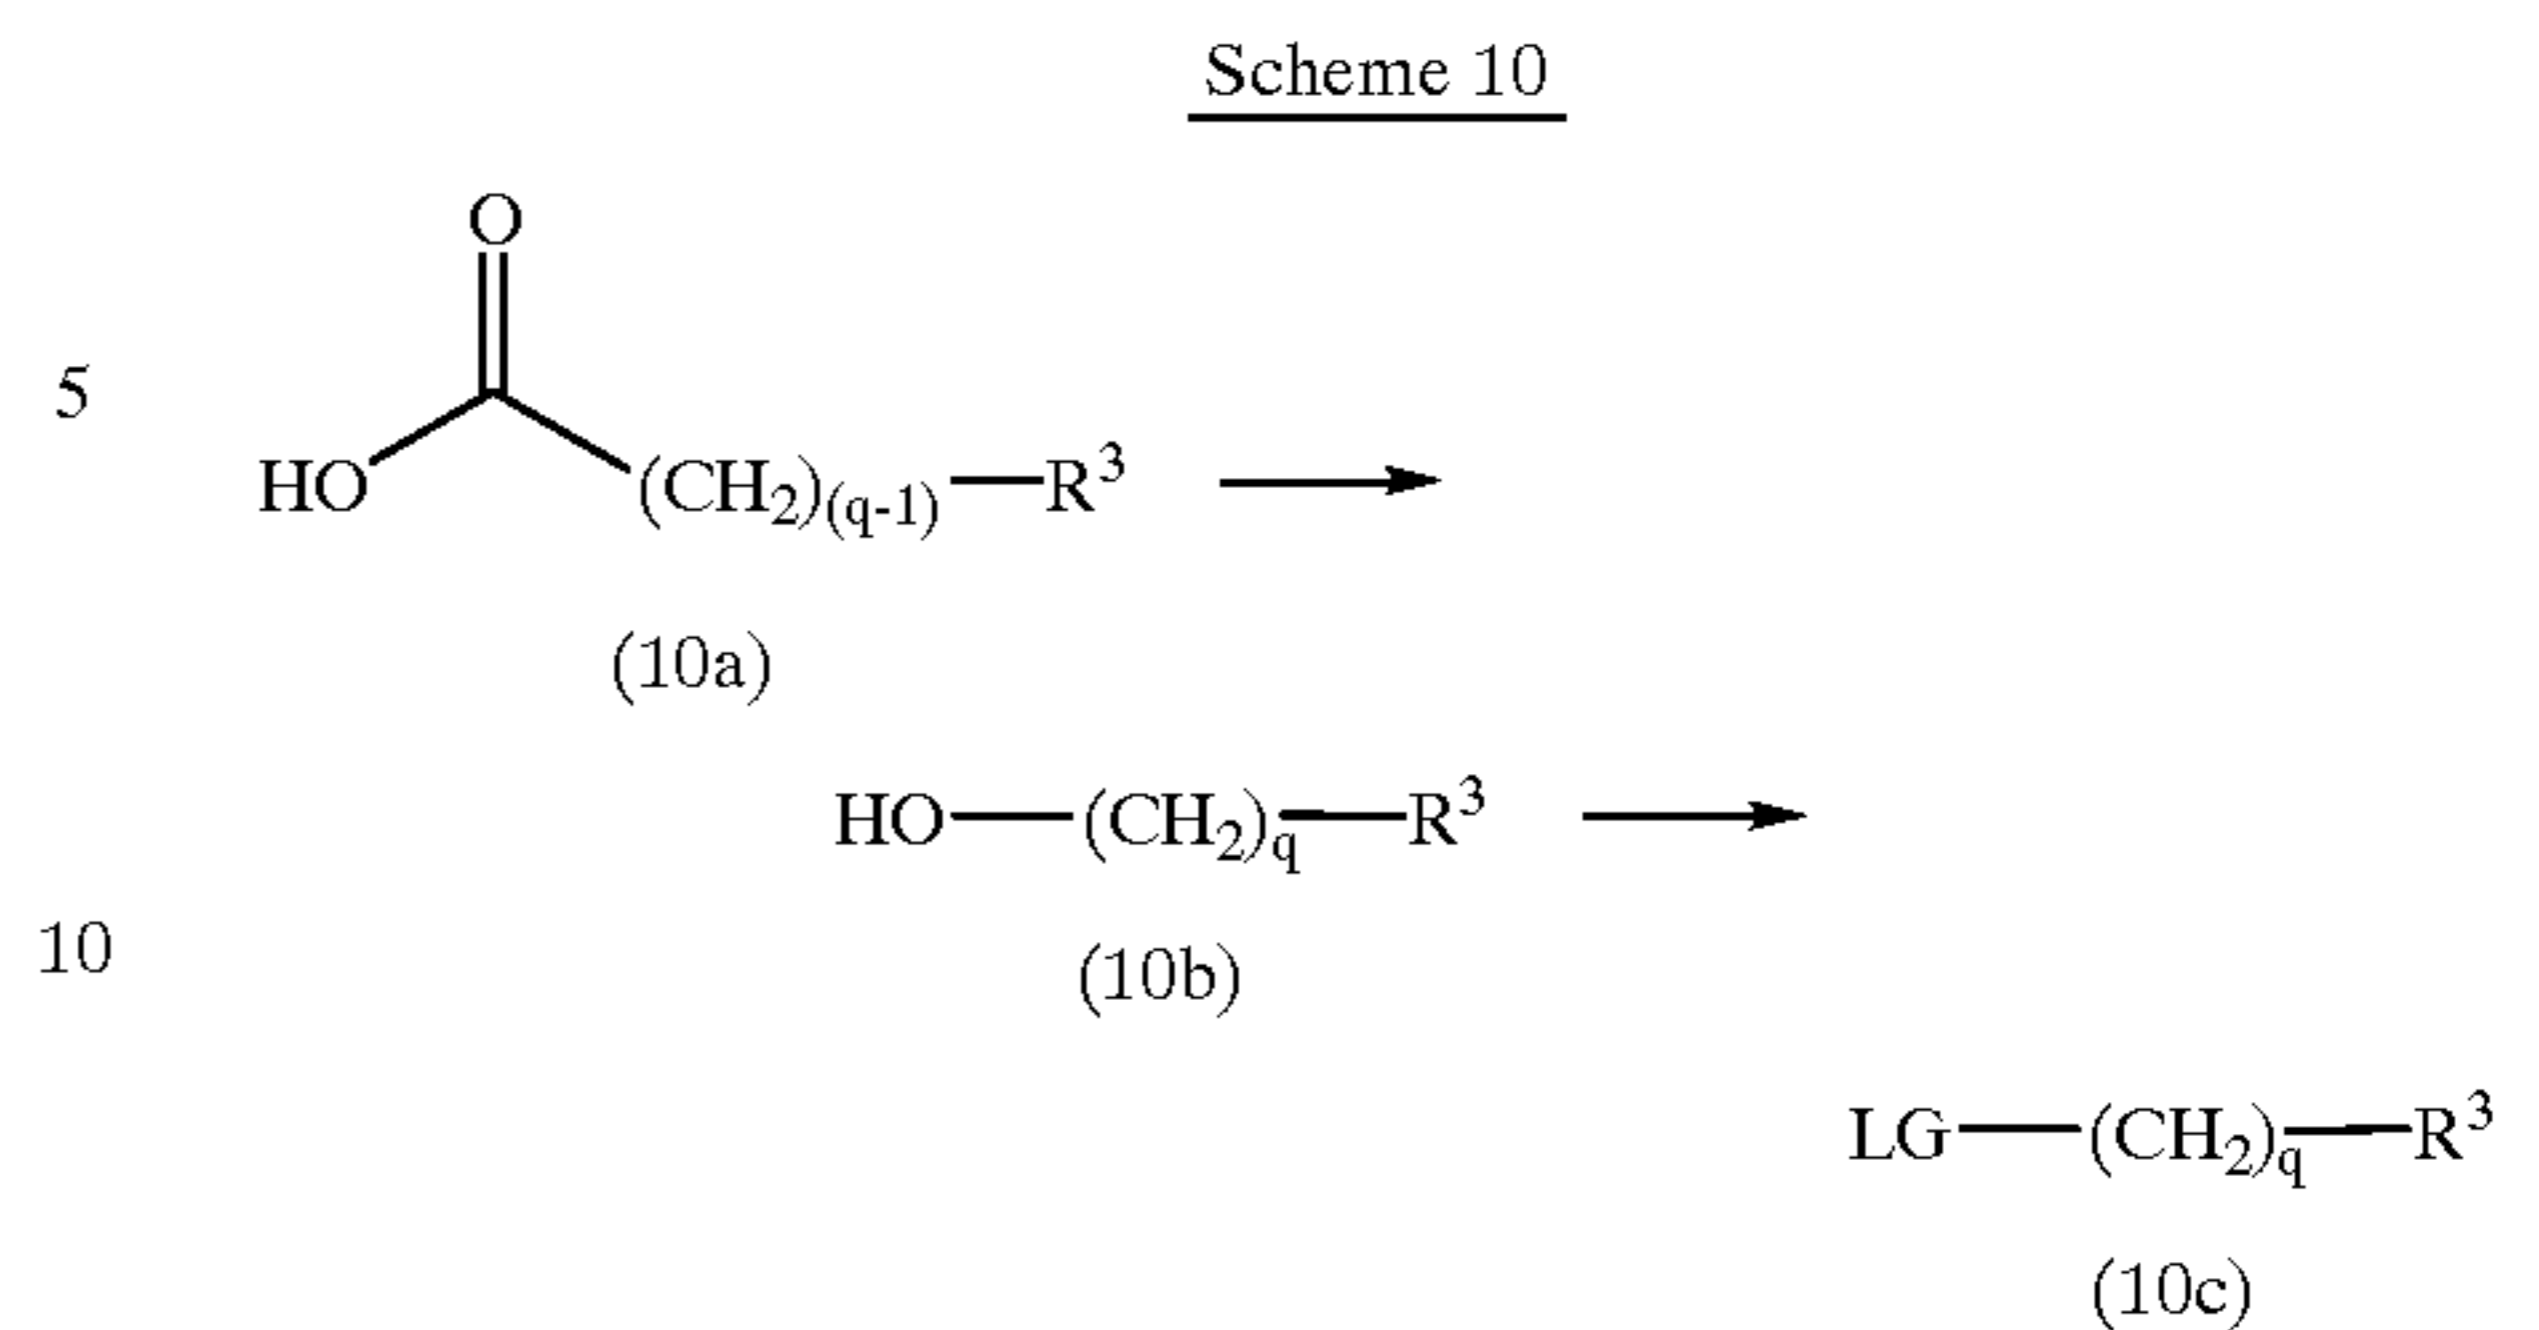 Scheme 10
O
5
HO (CH₂)₍q₋₁₎—R³
(10a)
HO—(CH₂)q—R³
10
(10b)
LG—(CH₂)q—R³
(10c)